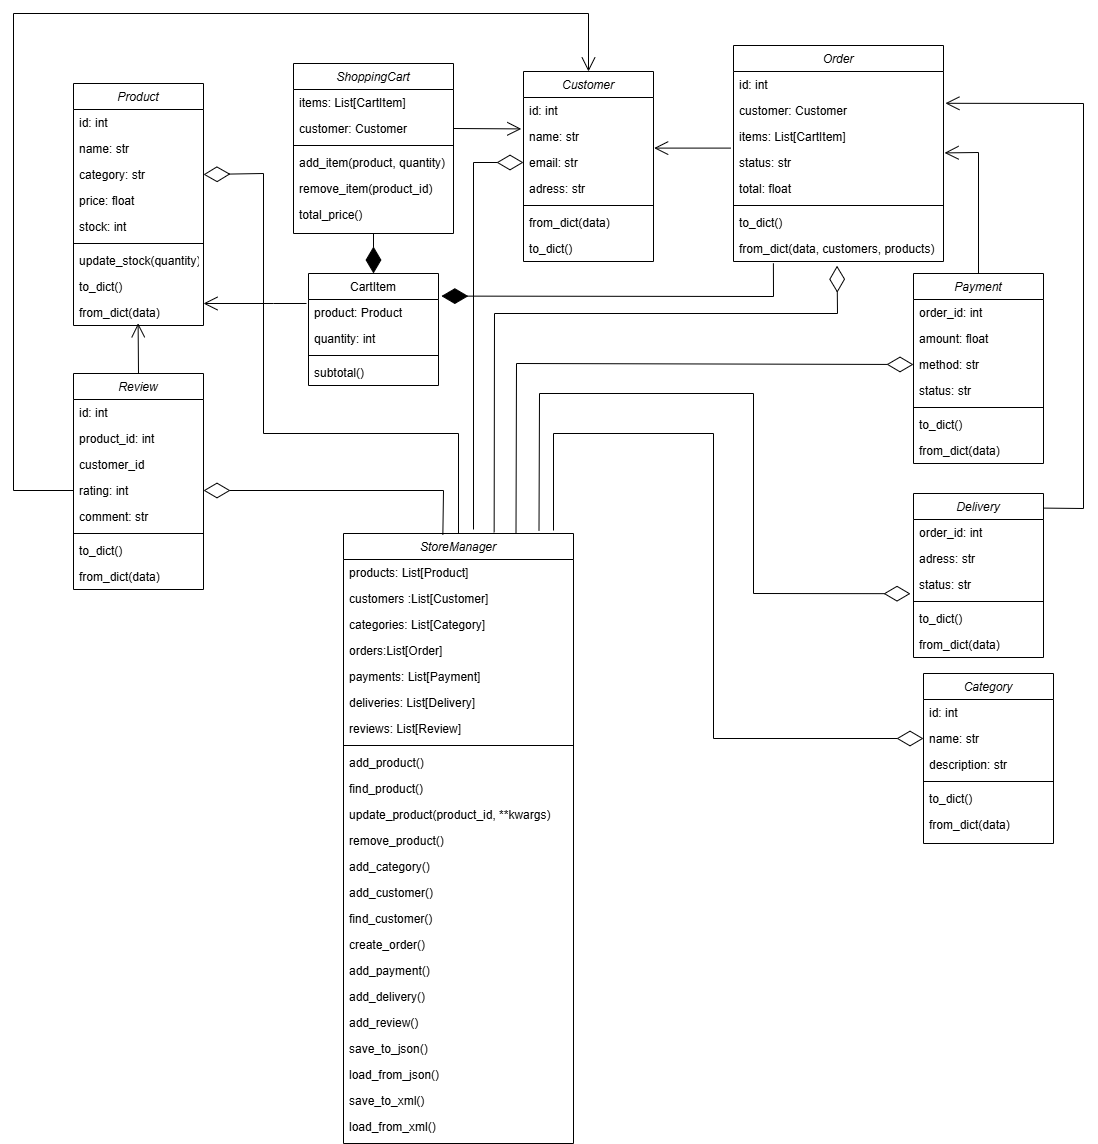 Product
id: int
name: str
category: str
price: float
stock: int
update_stock(quantity)
to_dict()
from_dict(data)
ShoppingCart
items: List[CartItem]
customer: Customer
add_item(product, quantity)
remove_item(product_id)
total_price()
Customer
id: int
name: str
email: str
adress: str
from_dict(data)
to_dict()
Order
id: int
customer: Customer
items: List[CartItem]
status: str
total: float
to_dict()
from_dict(data, customers, products)
CartItem
product: Product
quantity: int
subtotal()
Payment
order_id: int
amount: float
method: str
status: str
to_dict()
from_dict(data)
Review
id: int
product_id: int
customer_id
rating: int
comment: str
to_dict()
from_dict(data)
Delivery
order_id: int
adress: str
status: str
to_dict()
from_dict(data)
StoreManager
products: List[Product]
customers :List[Customer]
categories: List[Category]
orders:List[Order]
payments: List[Payment]
deliveries: List[Delivery]
reviews: List[Review]
add_product()
find_product()
update_product(product_id, **kwargs)
remove_product()
add_category()
add_customer()
find_customer()
create_order()
add_payment()
add_delivery()
add_review()
save_to_json()
load_from_json()
save_to_xml()
load_from_xml()
Category
id: int
name: str
description: str
to_dict()
from_dict(data)